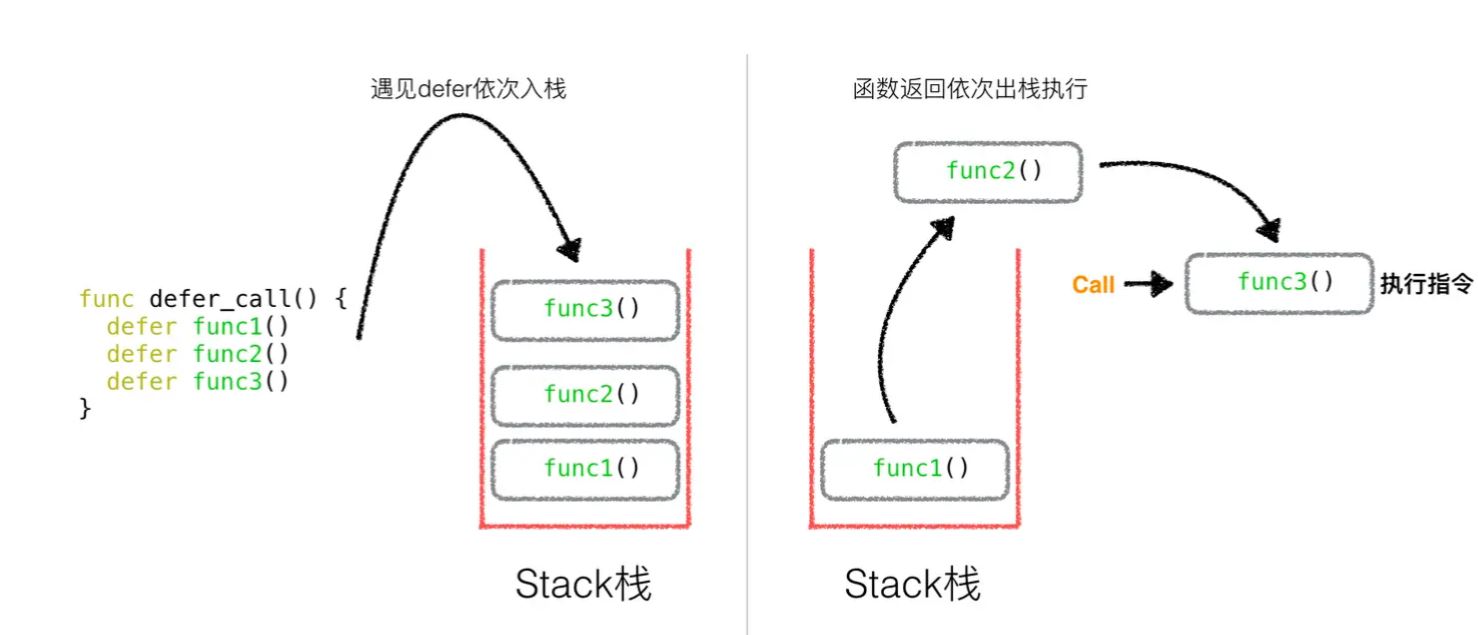 遇见defer依次入栈
func defer_call() {
  defer func1()
  defer func2()
  defer func3()
}
func3()
func2()
func1()
Stack栈
函数返回依次出栈执行
func2()
Call
func3()
执行指令
func1()
Stack栈